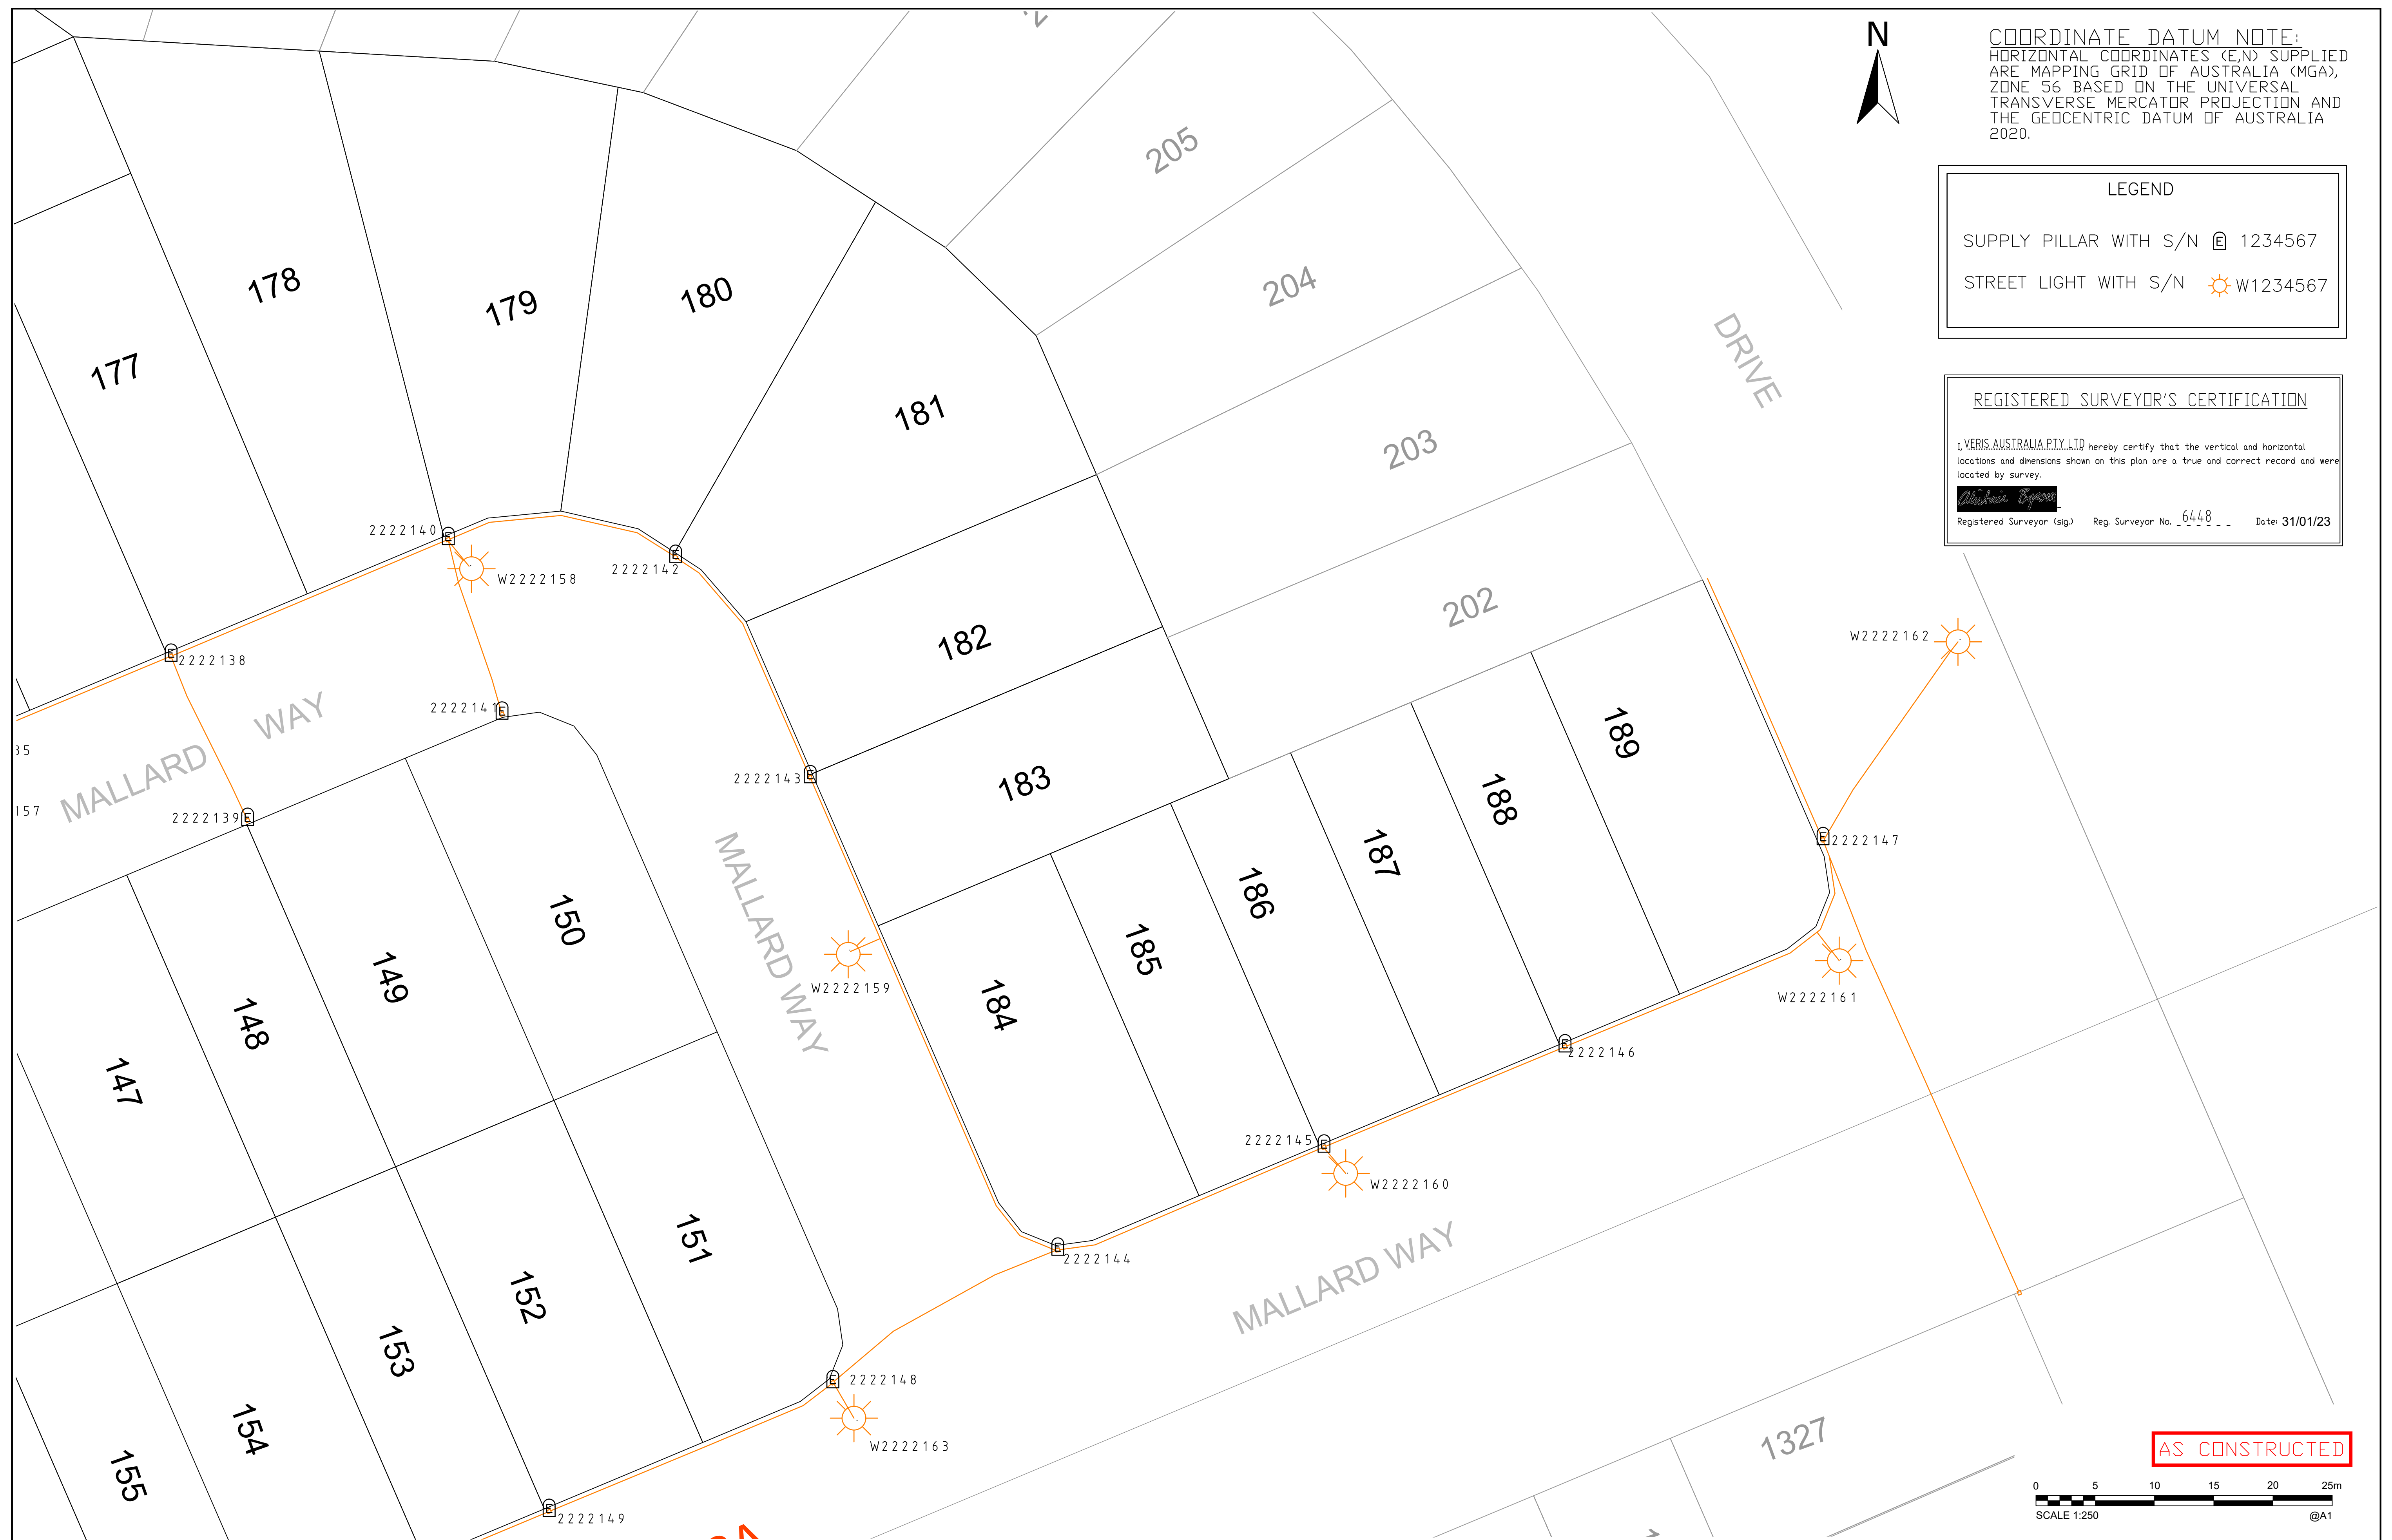 N
COORDINATE DATUM NOTE:
HORIZONTAL COORDINATES (E,N) SUPPLIED
ARE MAPPING GRID OF AUSTRALIA (MGA),
ZONE 56 BASED ON THE UNIVERSAL
TRANSVERSE MERCATOR PROJECTION AND
THE GEOCENTRIC DATUM OF AUSTRALIA
2020.
LEGEND
SUPPLY PILLAR WITH S/N E 1234567
STREET LIGHT WITH S/N W1234567
REGISTERED SURVEYOR'S CERTIFICATION
I, VERIS AUSTRALIA PTY LTD, hereby certify that the vertical and horizontal
locations and dimensions shown on this plan are a true and correct record and were
located by survey.
Alistair Byrom
Registered Surveyor (sig.) Reg. Surveyor No. 6448 Date: 31/01/23
205
204
203
202
DRIVE
177
178
179
180
181
182
183
184
185
186
187
188
189
E 2222138
2222139 E
2222140 E
2222141 E
2222142 E
2222143 E
E 2222144
2222145 E
E 2222146
E 2222147
E 2222148
E 2222149
W2222158
W2222159
W2222160
W2222161
W2222162
W2222163
35
157
MALLARD WAY
MALLARD WAY
MALLARD WAY
147
148
149
150
151
152
153
154
155
1327
AS CONSTRUCTED
0 5 10 15 20 25m
SCALE 1:250 @A1